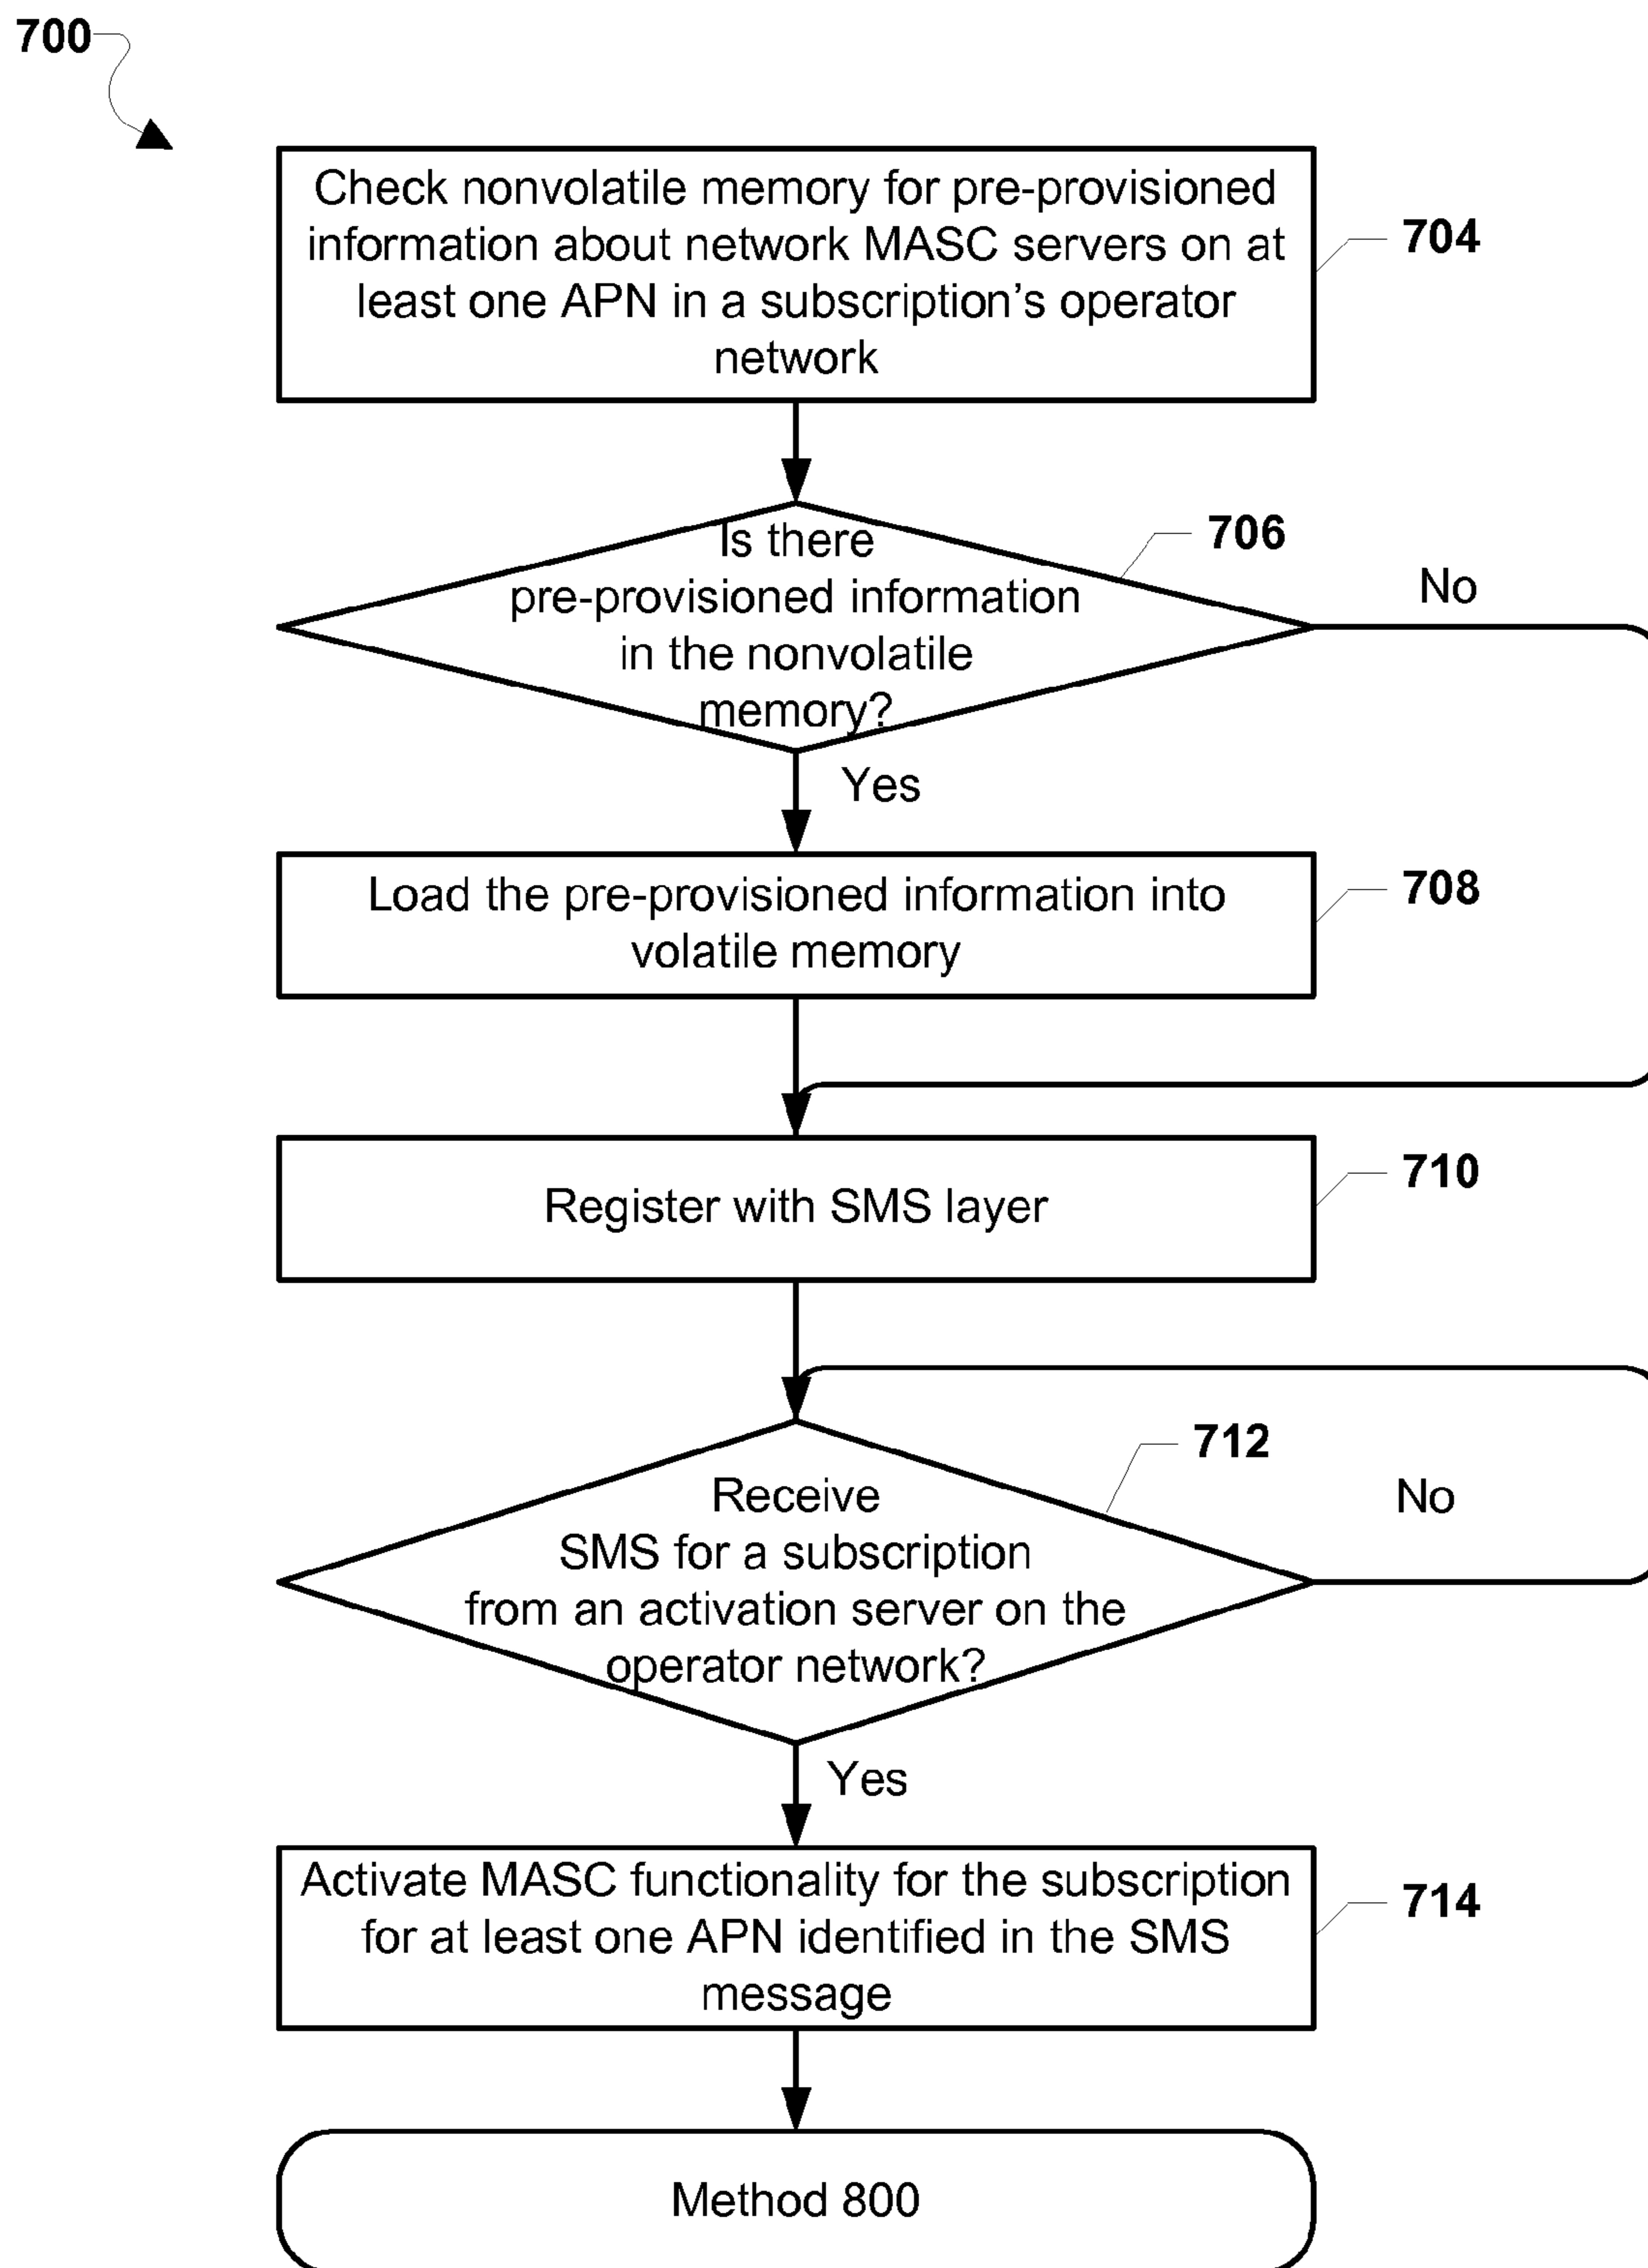 700
Check nonvolatile memory for pre-provisioned
information about network MASC servers on at
least one APN in a subscription's operator
network
704
Is there
pre-provisioned information
in the nonvolatile
memory?
706
No
Yes
Load the pre-provisioned information into
volatile memory
708
Register with SMS layer
710
Receive
SMS for a subscription
from an activation server on the
operator network?
712
No
Yes
Activate MASC functionality for the subscription
for at least one APN identified in the SMS
message
714
Method 800